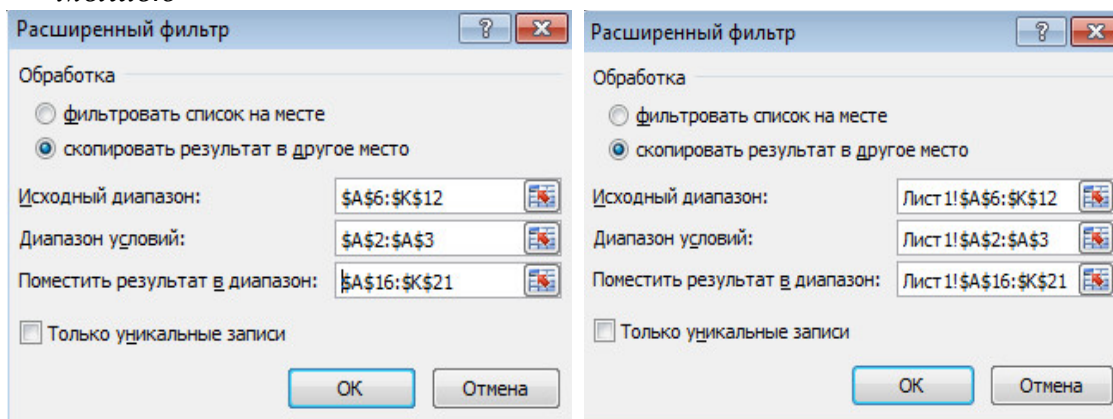 Расширенный фильтр
Обработка
фильтровать список на месте
скопировать результат в другое место
Исходный диапазон: $A$6:$K$12
Диапазон условий: $A$2:$A$3
Поместить результат в диапазон: $A$16:$K$21
Только уникальные записи
ОК Отмена
Расширенный фильтр
Обработка
фильтровать список на месте
скопировать результат в другое место
Исходный диапазон: Лист1!$A$6:$K$12
Диапазон условий: Лист1!$A$2:$A$3
Поместить результат в диапазон: Лист1!$A$16:$K$21
Только уникальные записи
ОК Отмена